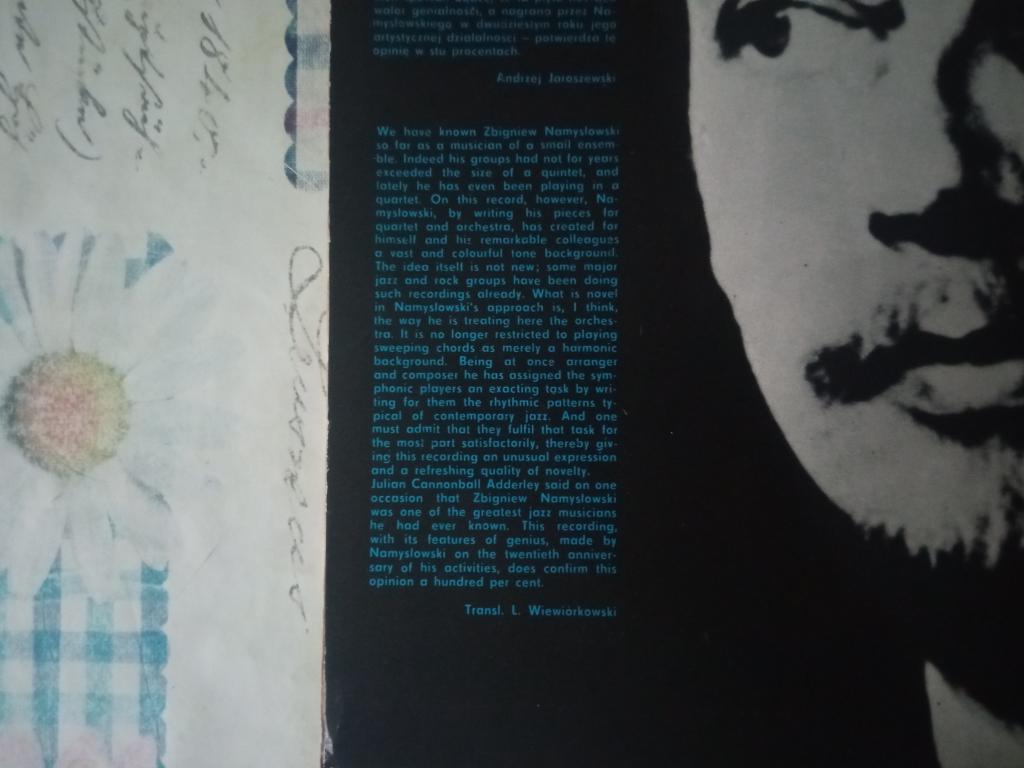 walor genialności, a nagrana przez Na-
mysłowskiego w dwudziestym roku jego
artystycznej działalności – potwierdza tę
opinię w stu procentach.
Andrzej Jaroszewski
We have known Zbigniew Namysłowski
so far as a musician of a small ensem-
ble. Indeed his groups had not for years
exceeded the size of a quintet, and
lately he has even been playing in a
quartet. On this record, however, Na-
mysłowski, by writing his pieces for
quartet and orchestra, has created for
himself and his remarkable colleagues
a vast and colourful tone background.
The idea itself is not new; some major
jazz and rock groups have been doing
such recordings already. What is novel
in Namysłowski's approach is, I think,
the way he is treating here the orches-
tra. It is no longer restricted to playing
sweeping chords as merely a harmonic
background. Being at once arranger
and composer he has assigned the sym-
phonic players an exacting task by wri-
ting for them the rhythmic patterns ty-
pical of contemporary jazz. And one
must admit that they fulfil that task for
the most part satisfactorily, thereby giv-
ing this recording an unusual expression
and a refreshing quality of novelty.
Julian Cannonball Adderley said on one
occasion that Zbigniew Namysłowski
was one of the greatest jazz musicians
he had ever known. This recording,
with its features of genius, made by
Namysłowski on the twentieth anniver-
sary of his activities, does confirm this
opinion a hundred per cent.
Transl. L. Wiewiórkowski